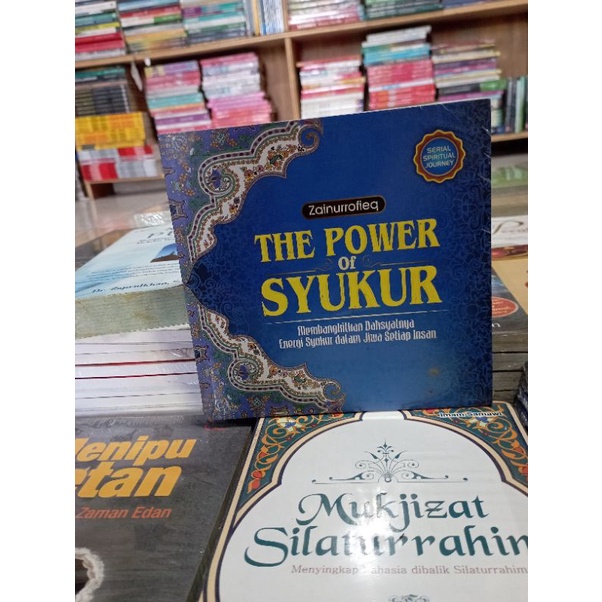 SERIAL
SPIRITUAL
JOURNEY
Zainurrofieq
THE POWER
Of
SYUKUR
Membangkitkan Dahsyatnya
Energi Syukur dalam Jiwa Setiap Insan
Menipu
Zaman Edan
Imam Samawi
Mukjizat
Silaturrahim
Menyingkap Rahasia dibalik Silaturrahim